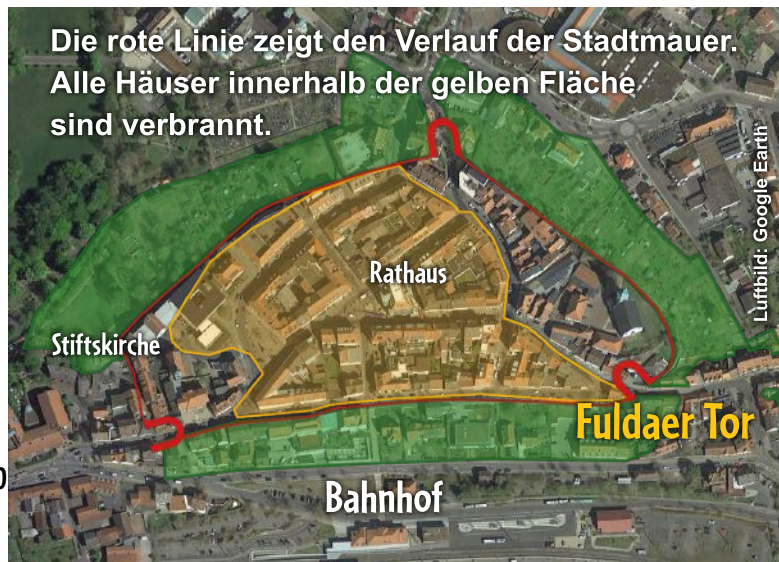 Die rote Linie zeigt den Verlauf der Stadtmauer.
Alle Häuser innerhalb der gelben Fläche
sind verbrannt.
Luftbild: Google Earth
Rathaus
Stiftskirche
Fuldaer Tor
Bahnhof